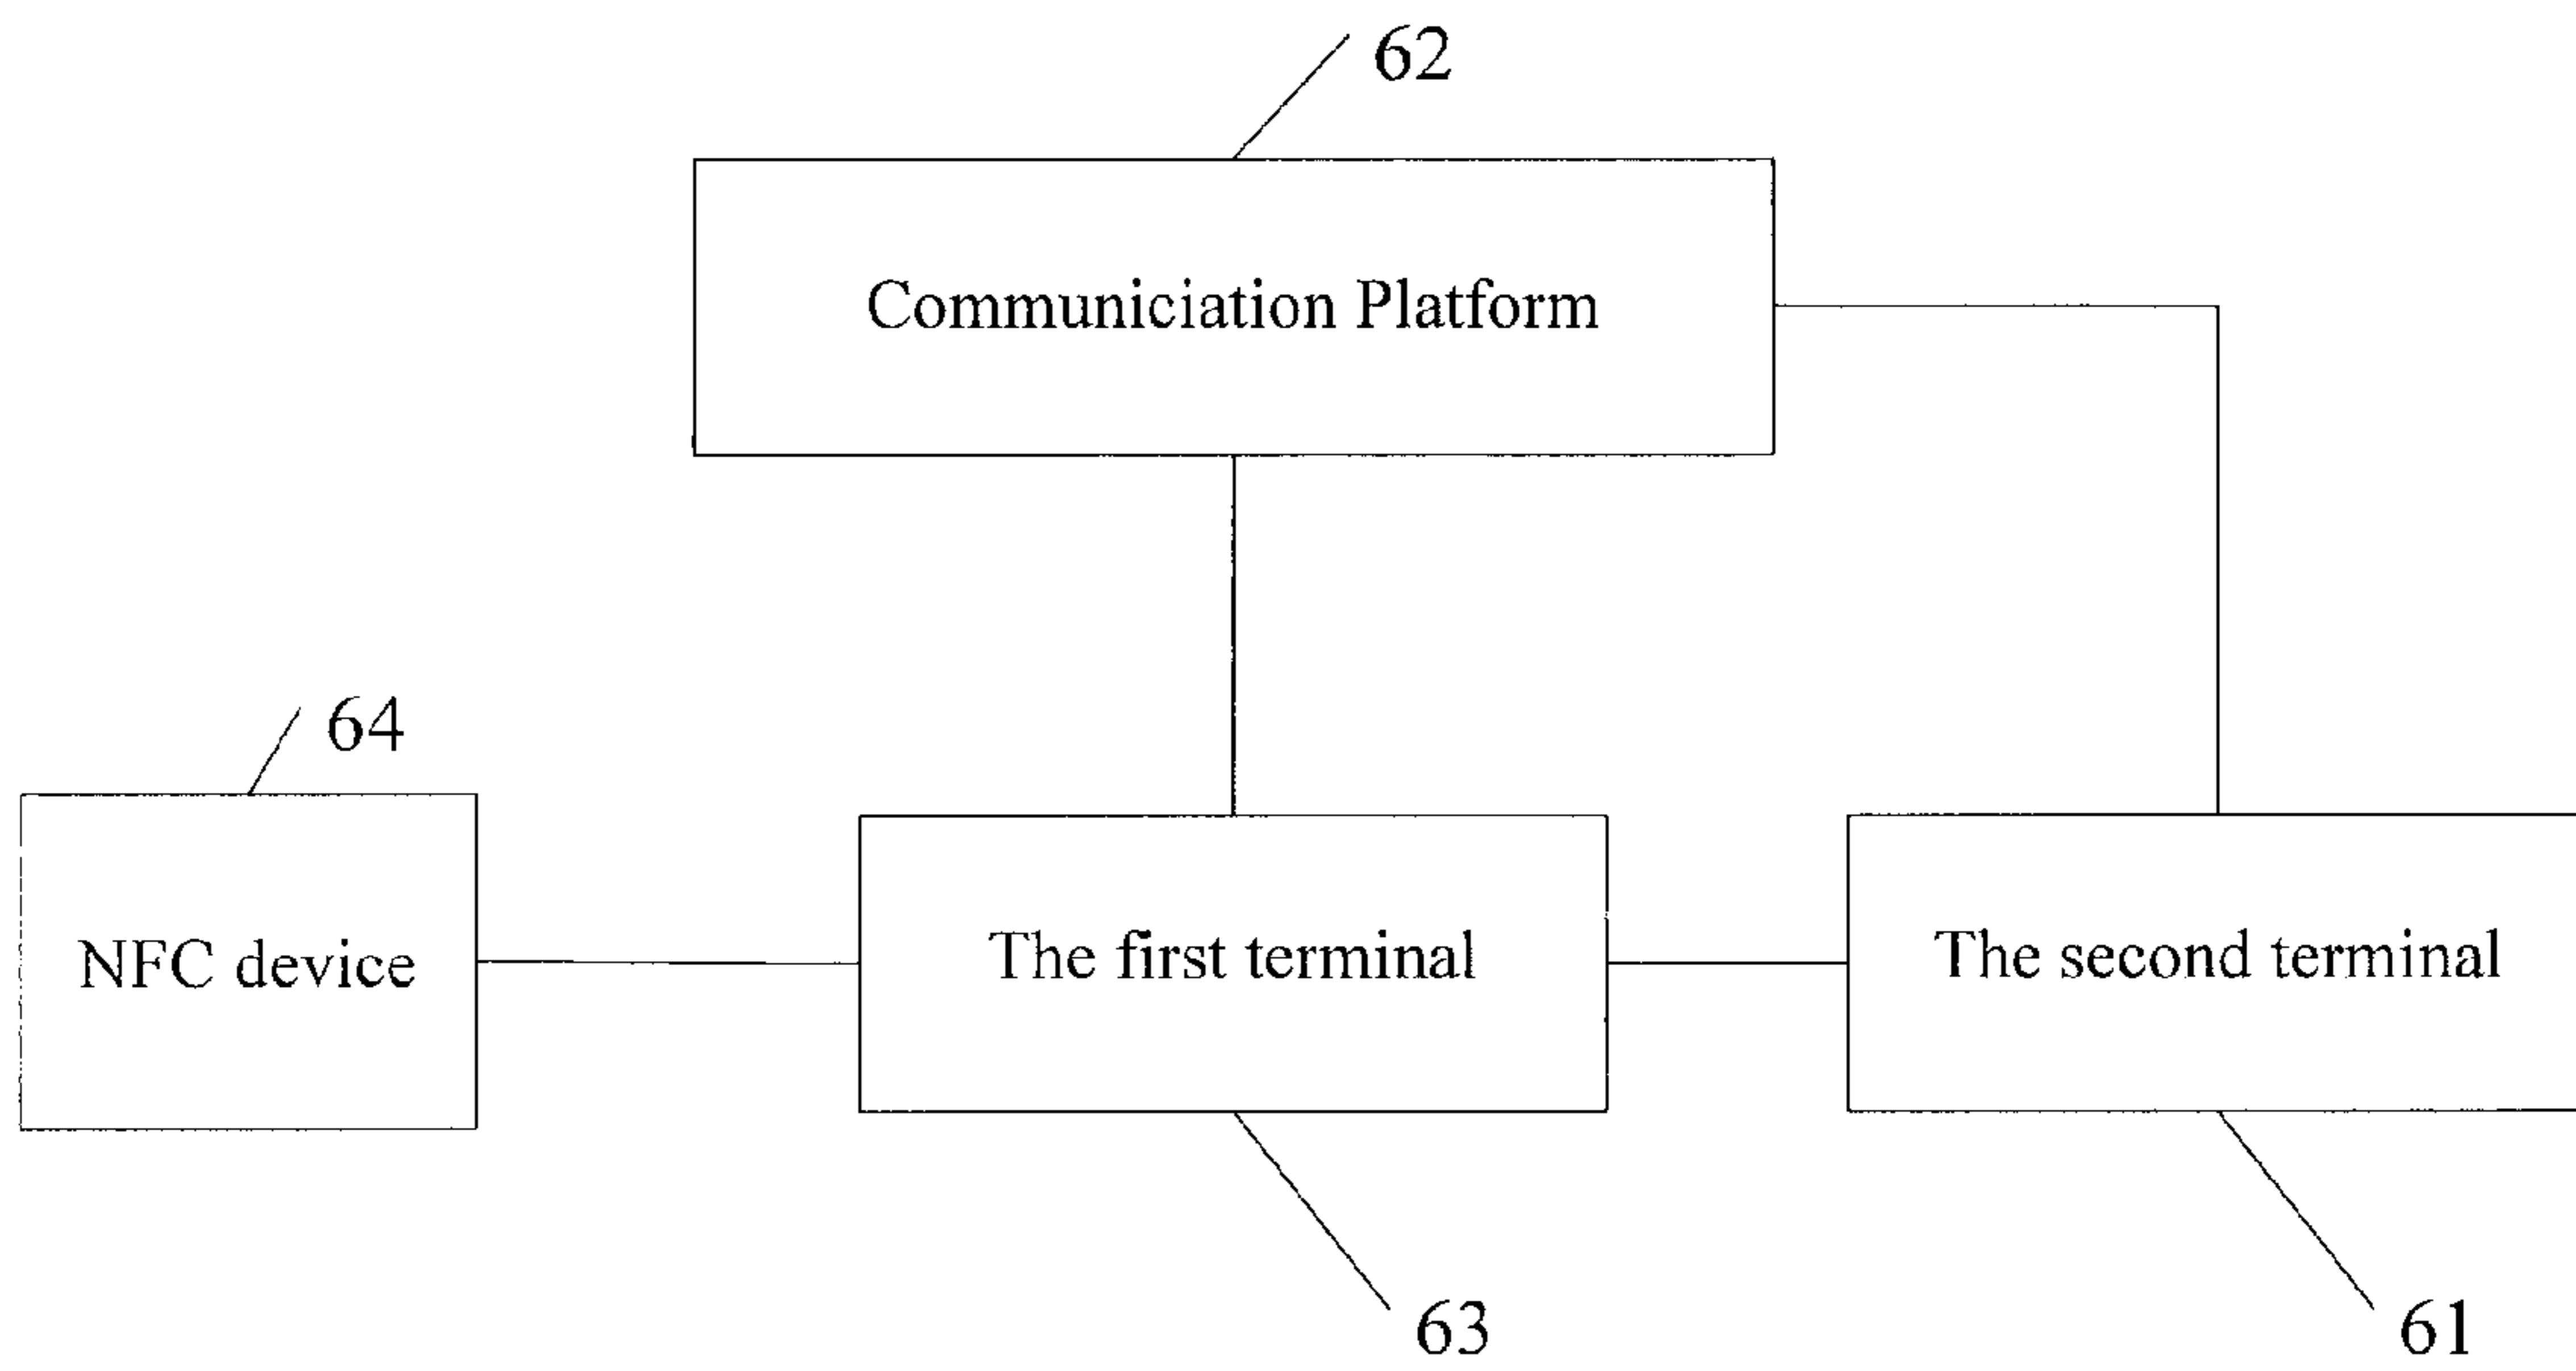 62
Communiciation Platform
64
NFC device
The first terminal
The second terminal
63
61